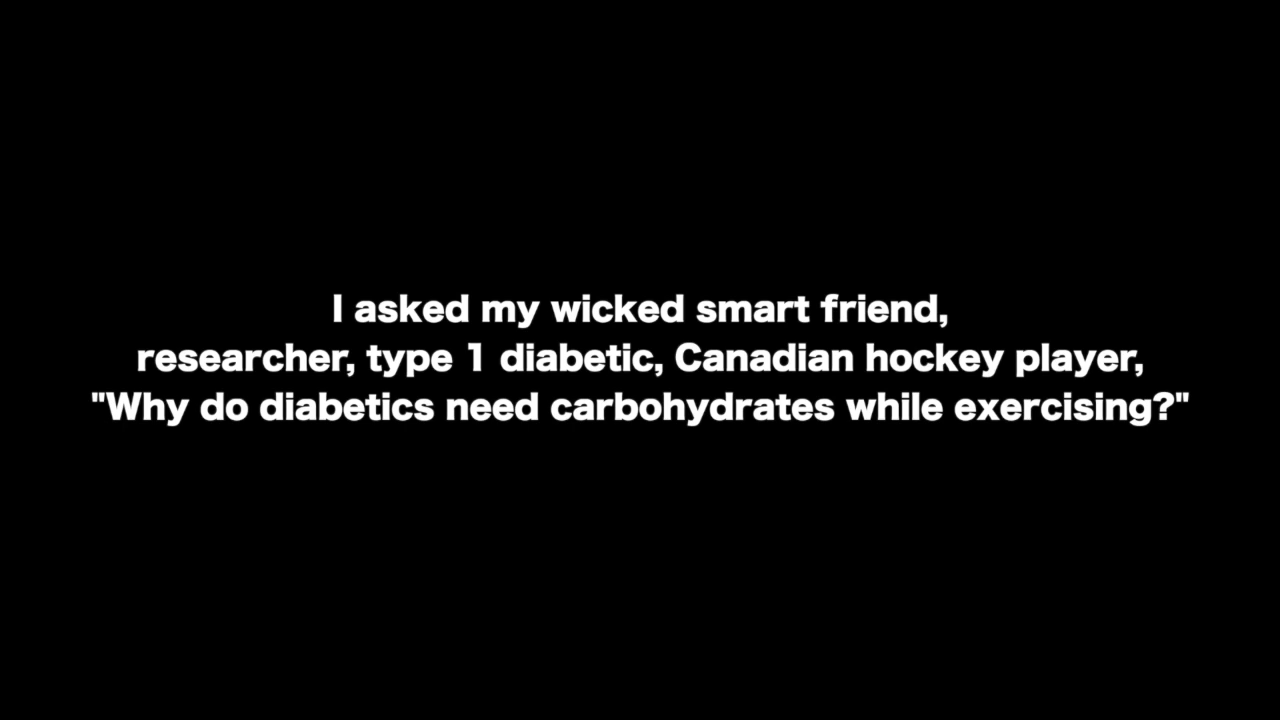 I asked my wicked smart friend,
researcher, type 1 diabetic, Canadian hockey player,
"Why do diabetics need carbohydrates while exercising?"